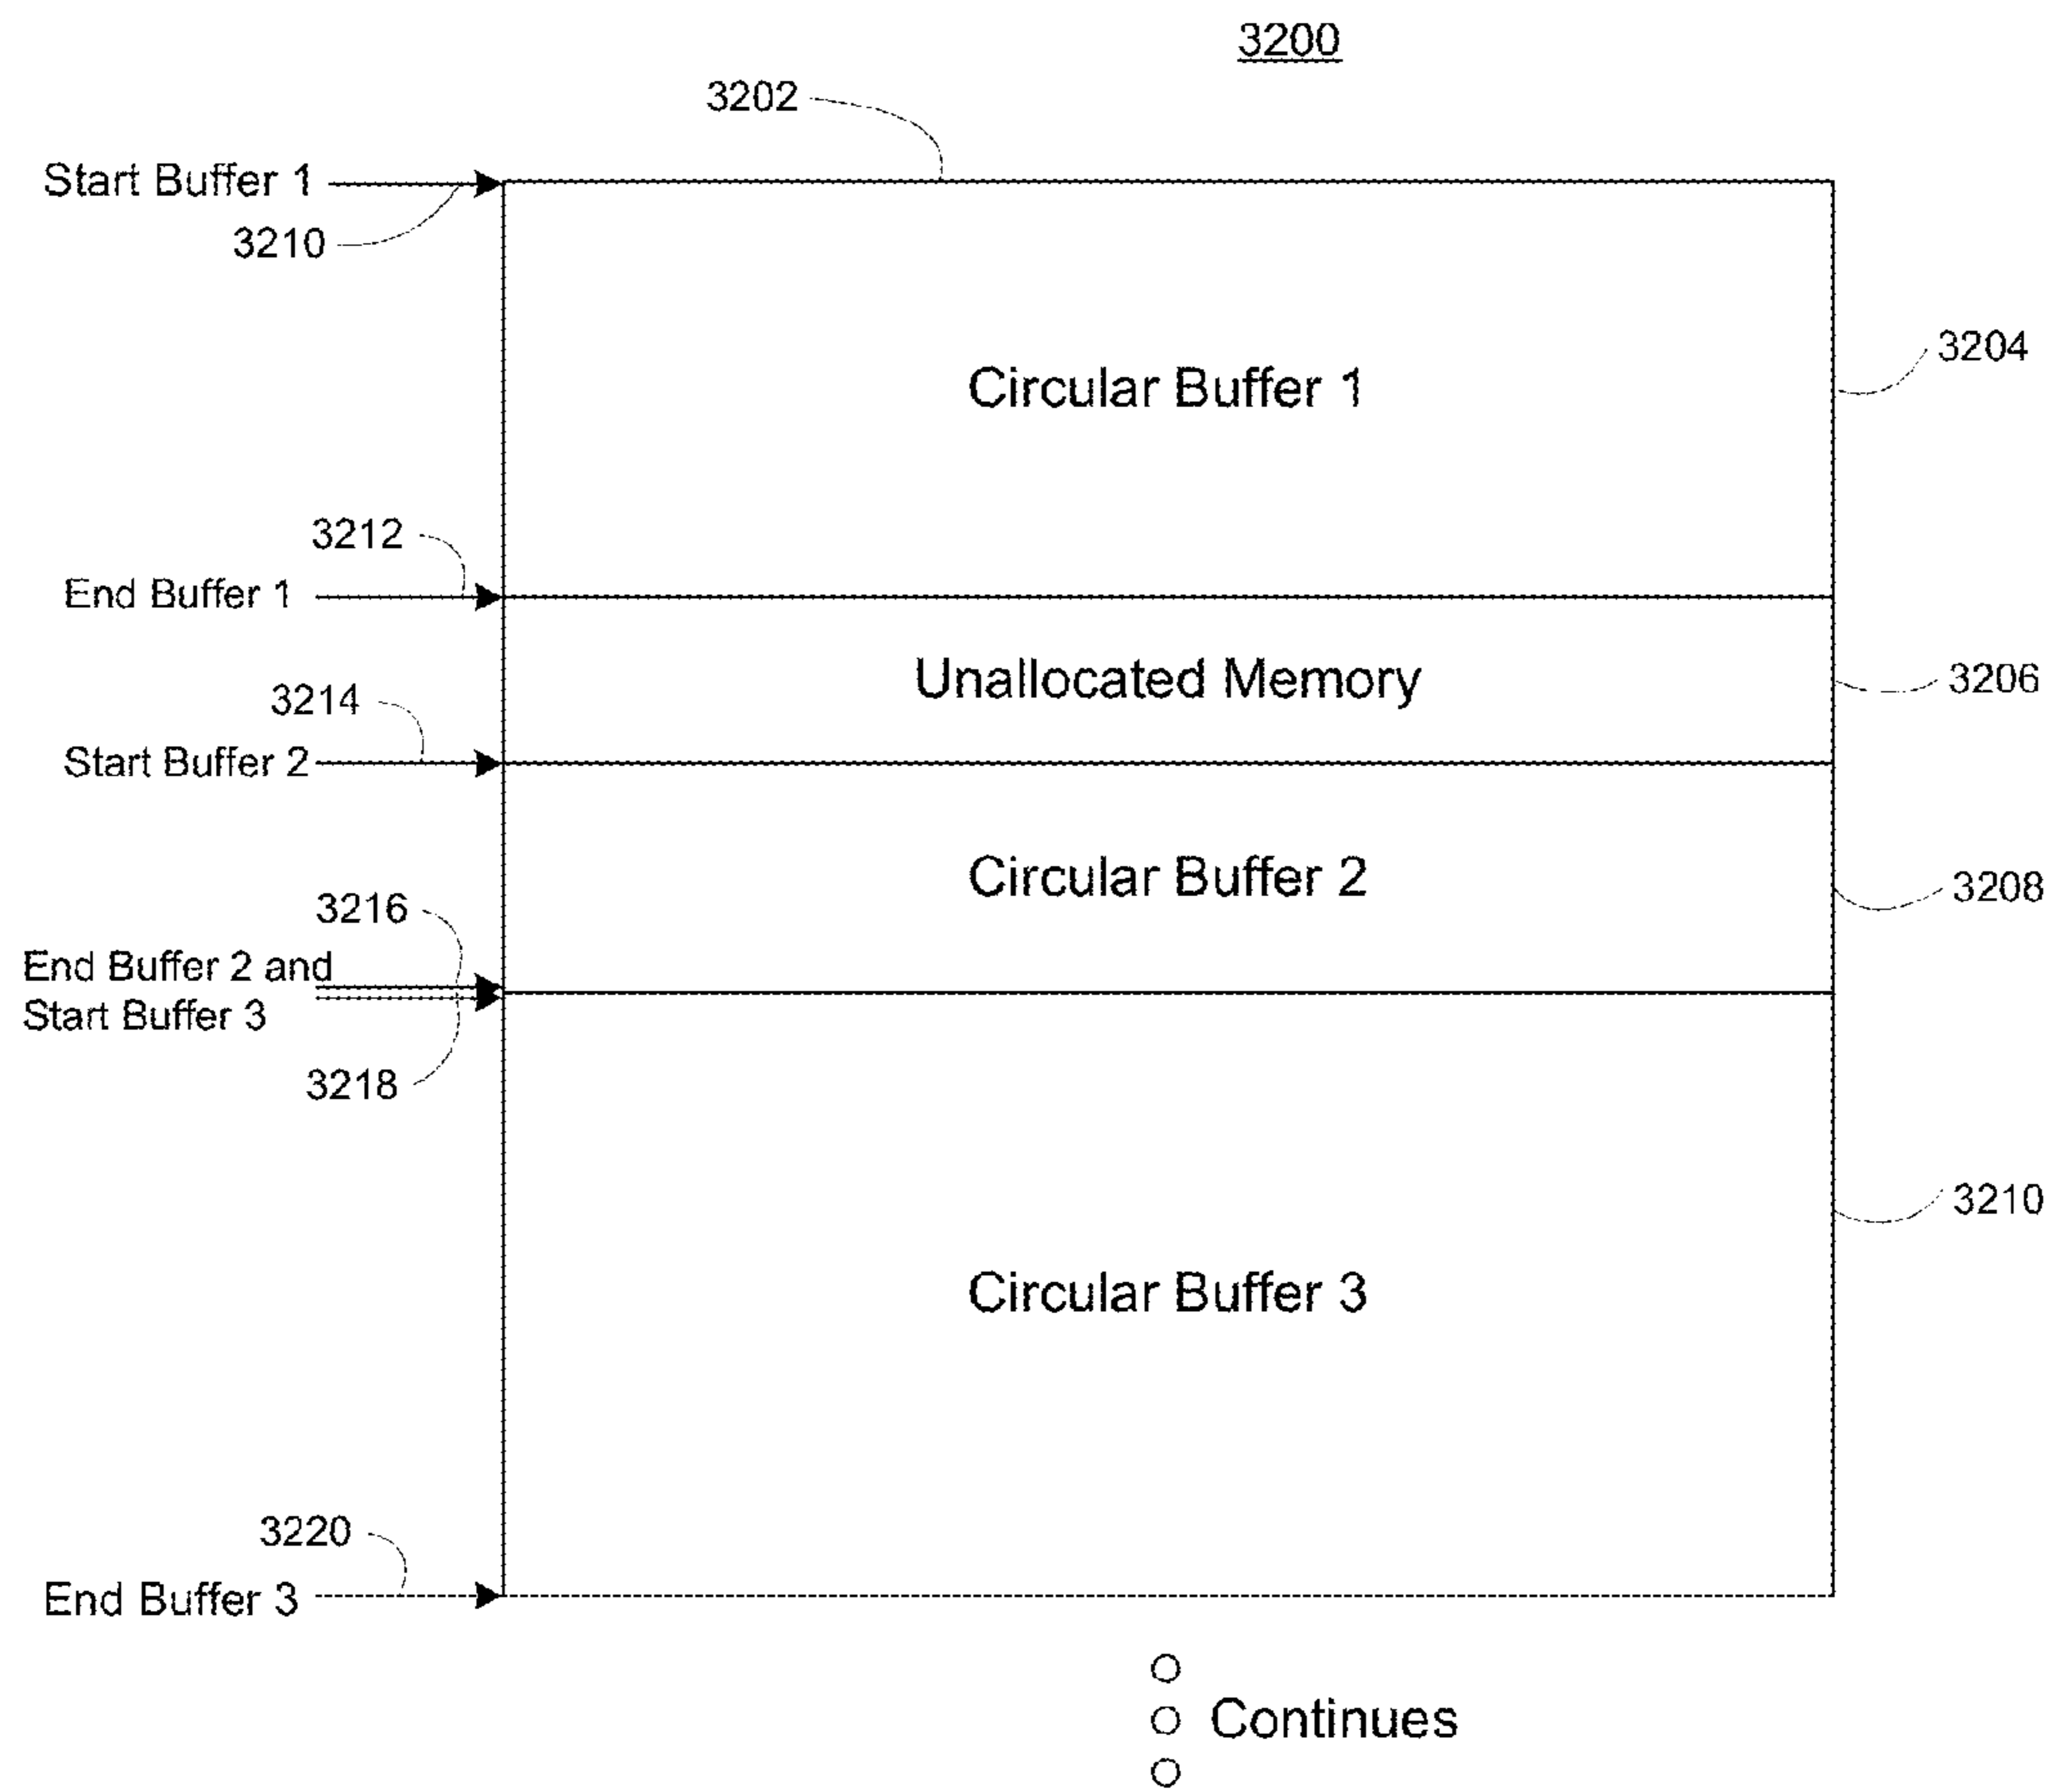 3200
3202
Start Buffer 1
3210
3204
Circular Buffer 1
3212
End Buffer 1
Unallocated Memory
3206
3214
Start Buffer 2
Circular Buffer 2
3208
3216
End Buffer 2 and
Start Buffer 3
3218
3210
Circular Buffer 3
3220
End Buffer 3
Continues